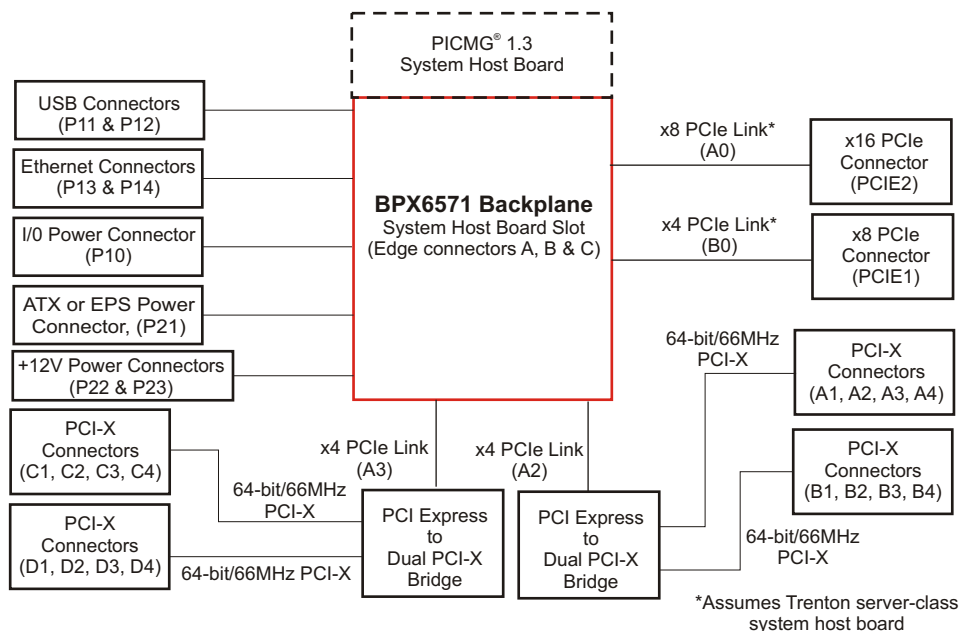 PICMG® 1.3
System Host Board
USB Connectors
(P11 & P12)
Ethernet Connectors
(P13 & P14)
I/0 Power Connector
(P10)
ATX or EPS Power
Connector, (P21)
+12V Power Connectors
(P22 & P23)
BPX6571 Backplane
System Host Board Slot
(Edge connectors A, B & C)
x8 PCIe Link*
(A0)
x16 PCIe
Connector
(PCIE2)
x4 PCIe Link*
(B0)
x8 PCIe
Connector
(PCIE1)
64-bit/66MHz
PCI-X
PCI-X
Connectors
(A1, A2, A3, A4)
PCI-X
Connectors
(B1, B2, B3, B4)
64-bit/66MHz
PCI-X
PCI-X
Connectors
(C1, C2, C3, C4)
64-bit/66MHz
PCI-X
PCI-X
Connectors
(D1, D2, D3, D4)
64-bit/66MHz PCI-X
x4 PCIe Link
(A3)
x4 PCIe Link
(A2)
PCI Express
to
Dual PCI-X
Bridge
PCI Express
to
Dual PCI-X
Bridge
*Assumes Trenton server-class
system host board